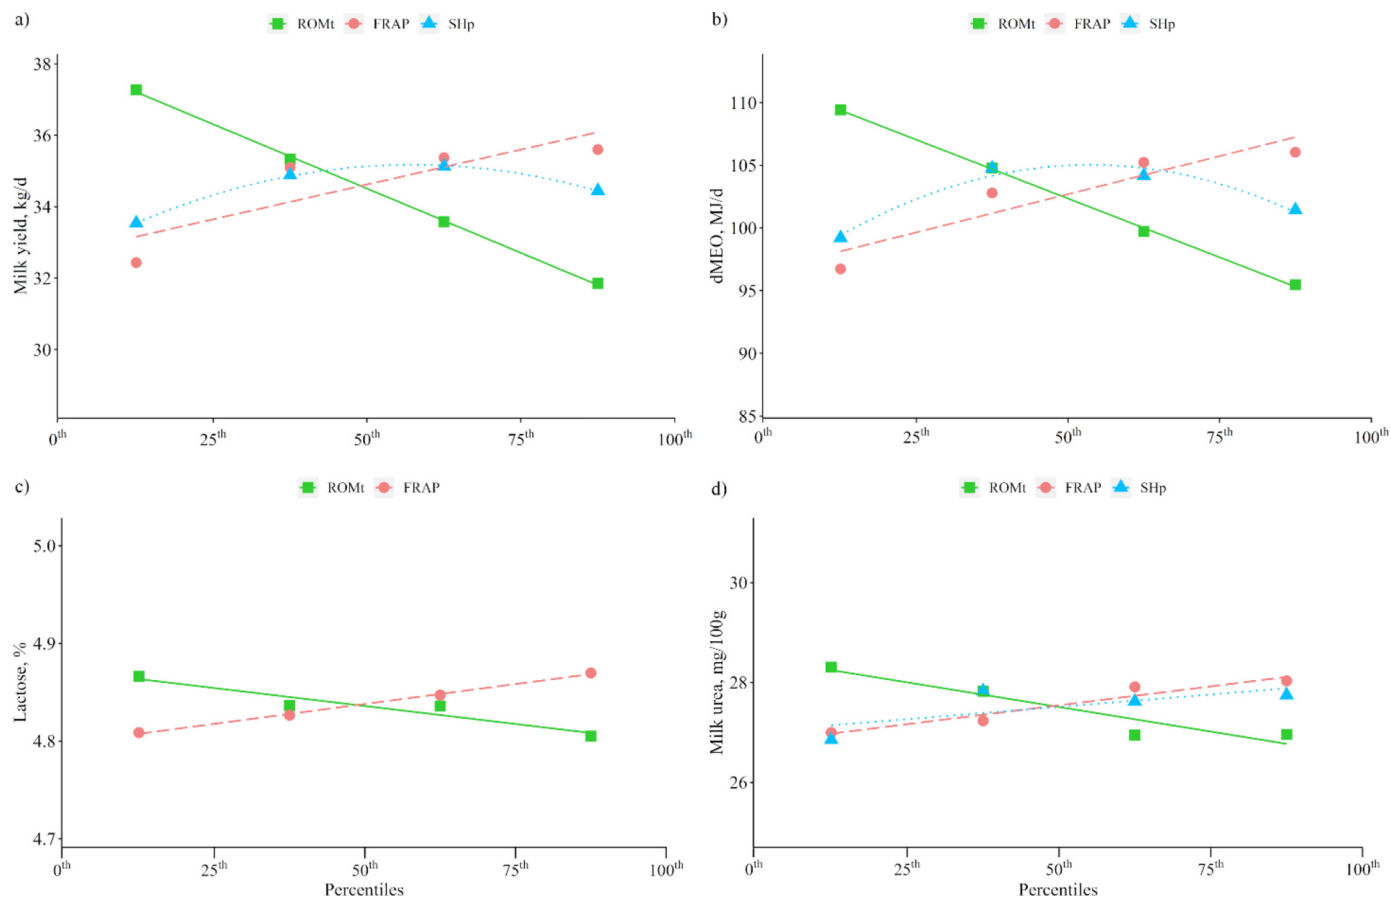 a)
ROMt FRAP SHp
38
36
34
32
30
Milk yield, kg/d
0th 25th 50th 75th 100th
b)
ROMt FRAP SHp
110
105
100
95
90
85
dMEO, MJ/d
0th 25th 50th 75th 100th
c)
ROMt FRAP
5.0
4.9
4.8
4.7
Lactose, %
0th 25th 50th 75th 100th
Percentiles
d)
ROMt FRAP SHp
30
28
26
Milk urea, mg/100g
0th 25th 50th 75th 100th
Percentiles